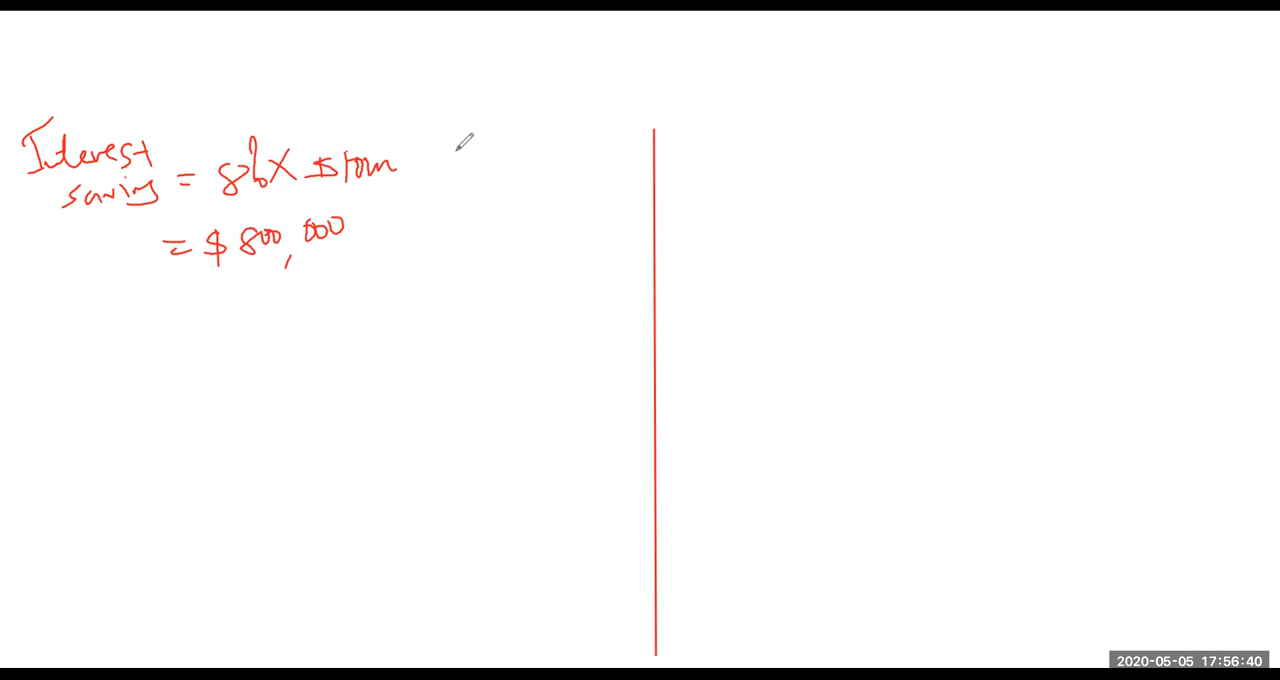 Interest
saving = 8% X $10m
= $ 800,000
2020-05-05 17:56:40